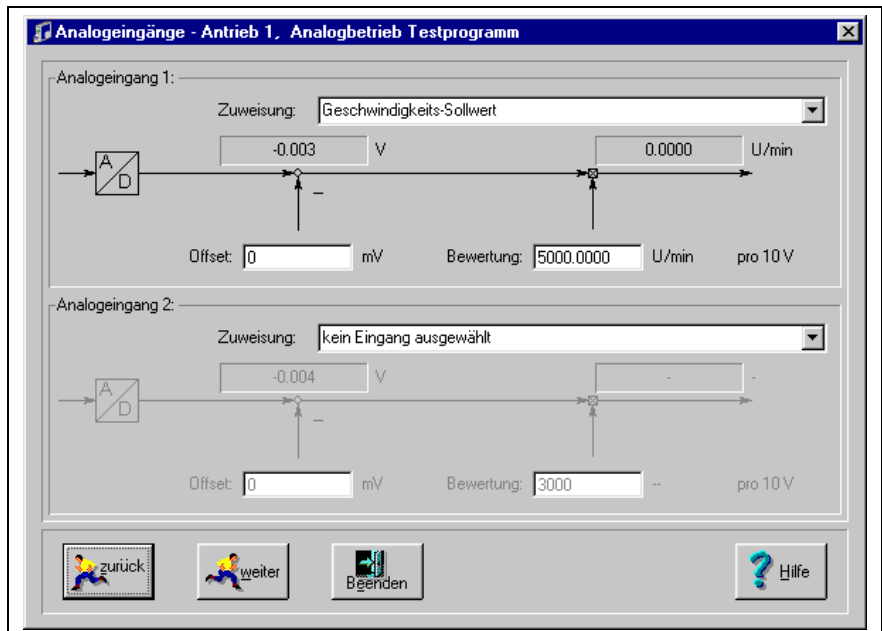 Analogeingänge - Antrieb 1, Analogbetrieb Testprogramm
Analogeingang 1:
Zuweisung: Geschwindigkeits-Sollwert
A
D
-0.003 V 0.0000 U/min
–
Offset: 0 mV Bewertung: 5000.0000 U/min pro 10 V
Analogeingang 2:
Zuweisung: kein Eingang ausgewählt
A
D
-0.004 V - -
–
Offset: 0 mV Bewertung: 3000 -- pro 10 V
zurück weiter Beenden Hilfe